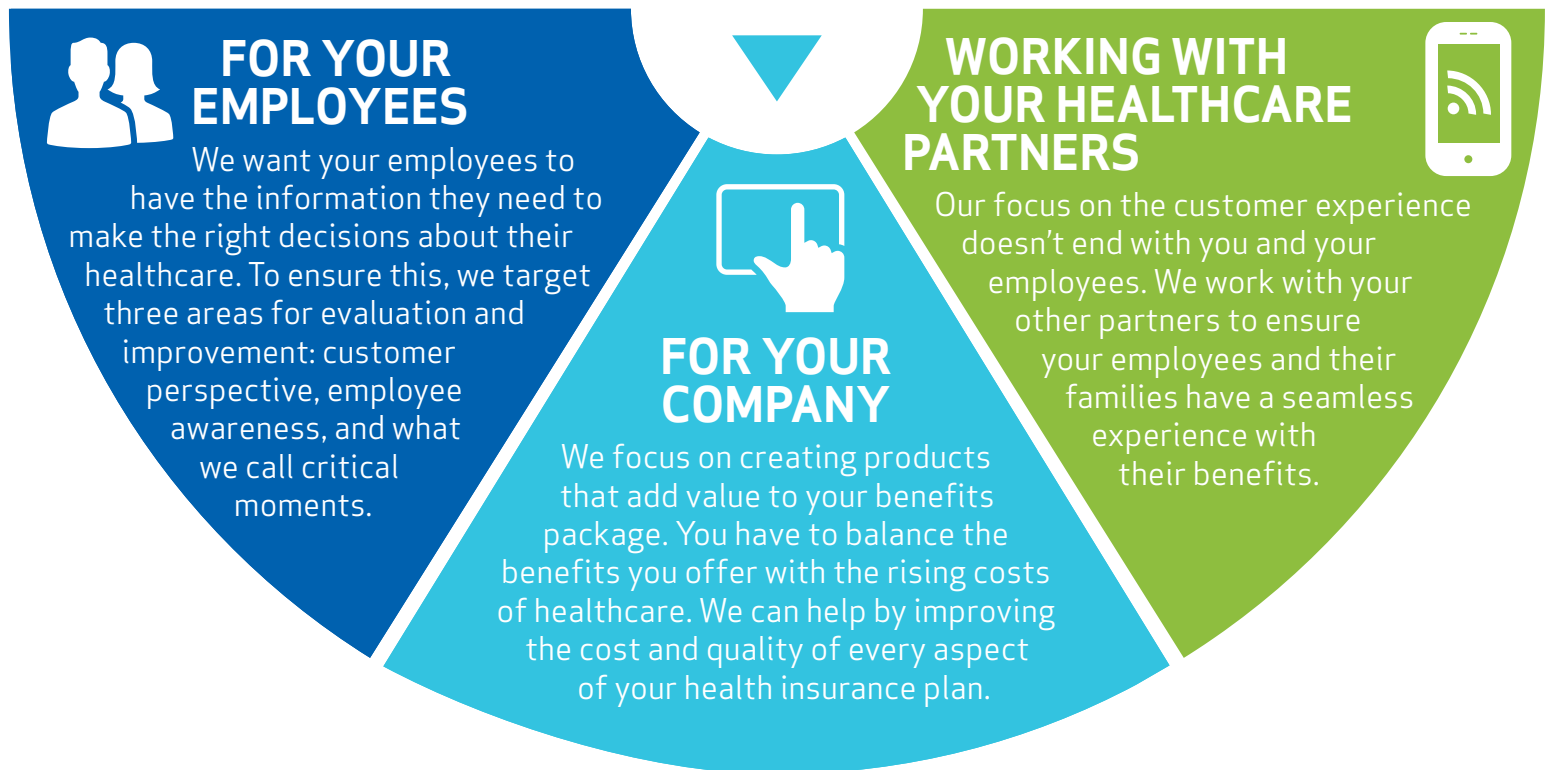 FOR YOUR
EMPLOYEES
We want your employees to
have the information they need to
make the right decisions about their
healthcare. To ensure this, we target
three areas for evaluation and
improvement: customer
perspective, employee
awareness, and what
we call critical
moments.
FOR YOUR
COMPANY
We focus on creating products
that add value to your benefits
package. You have to balance the
benefits you offer with the rising costs
of healthcare. We can help by improving
the cost and quality of every aspect
of your health insurance plan.
WORKING WITH
YOUR HEALTHCARE
PARTNERS
Our focus on the customer experience
doesn’t end with you and your
employees. We work with your
other partners to ensure
your employees and their
families have a seamless
experience with
their benefits.